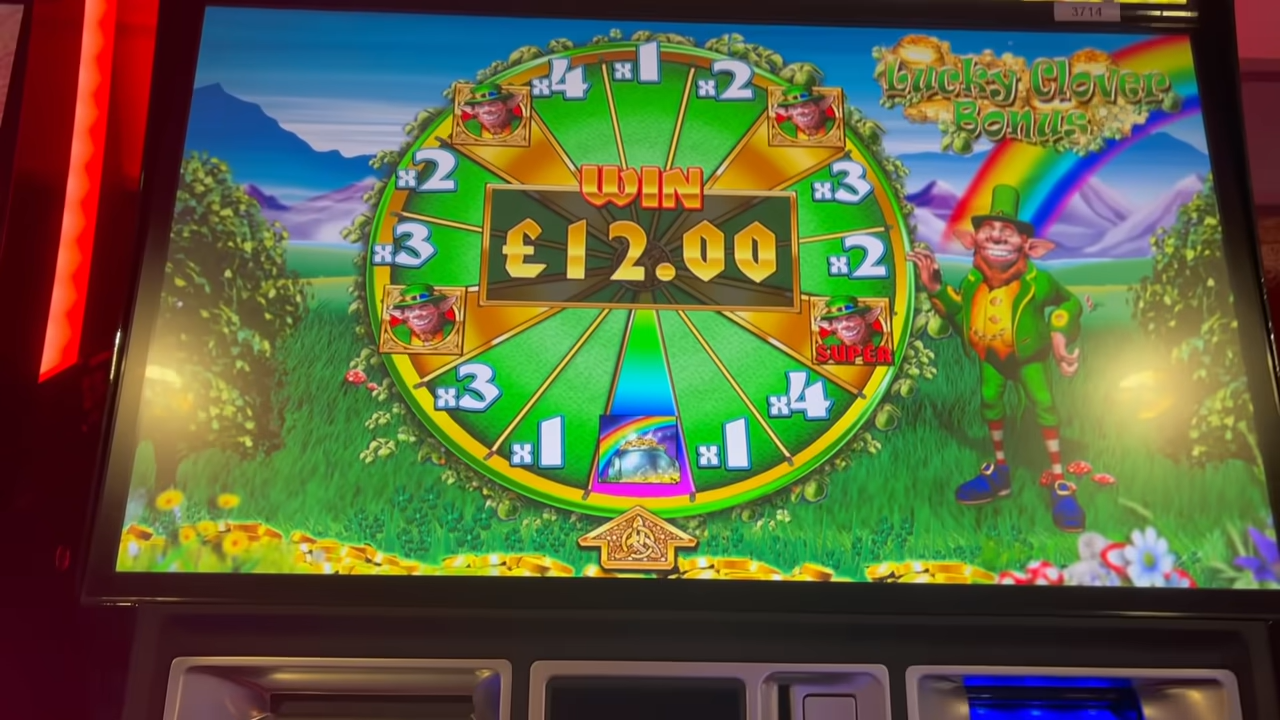 3714
Lucky Clover
Bonus
x4
x1
x2
x2
x3
WIN
£12.00
x3
x2
SUPER
x3
x4
x1
x1